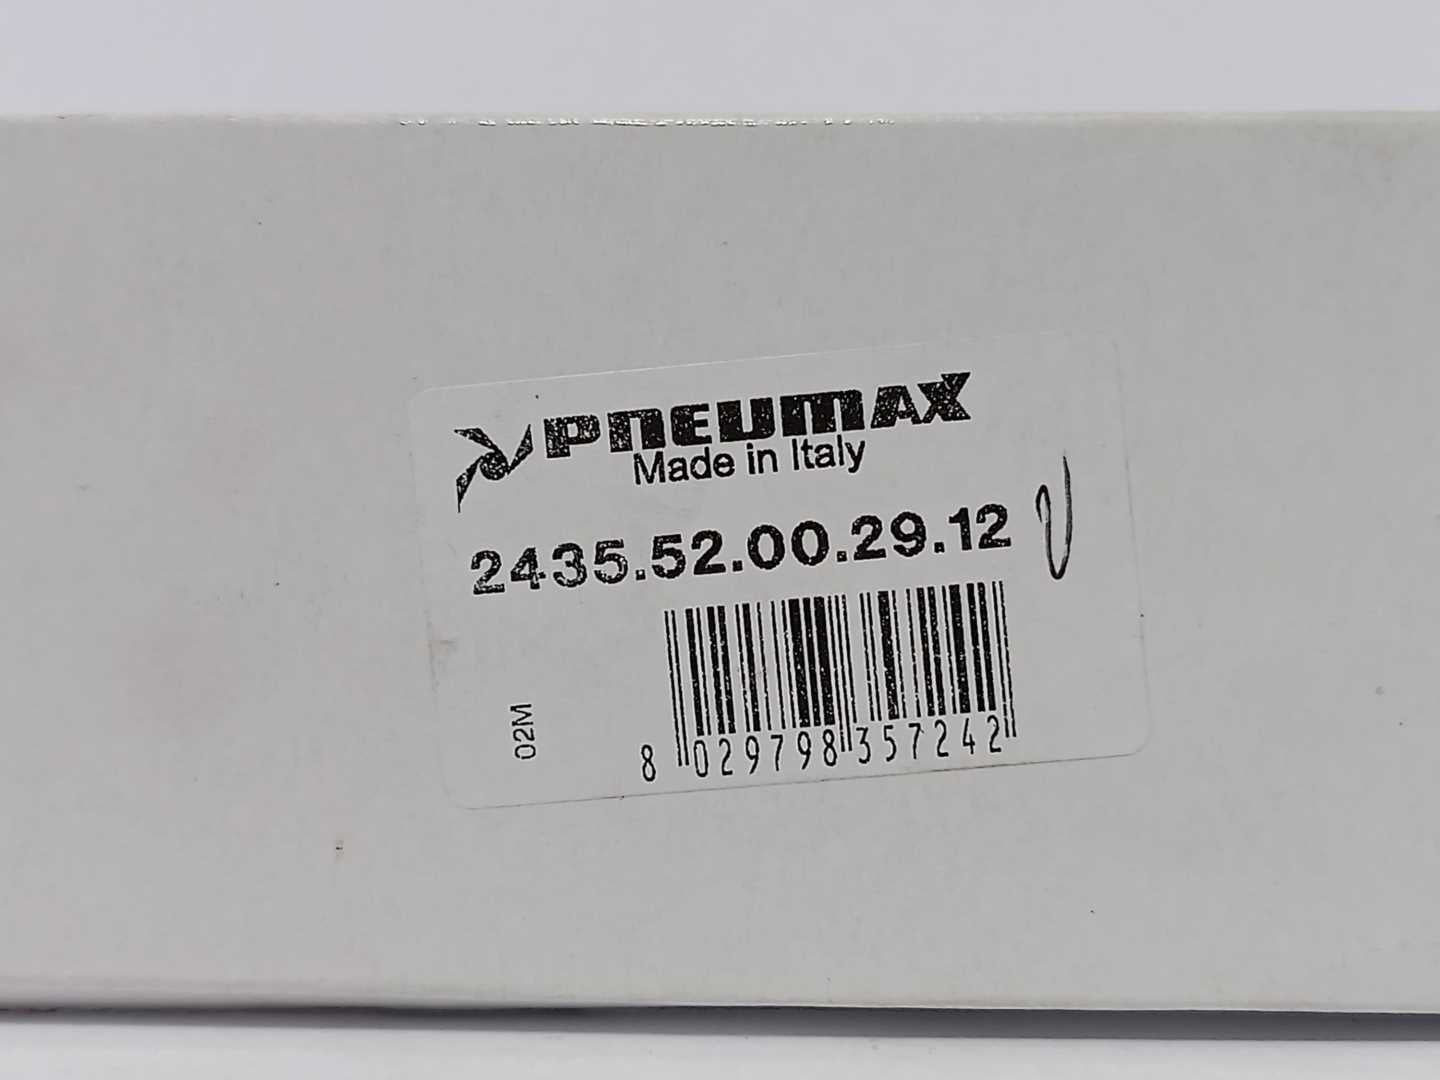 PNEUMAX
Made in Italy
2435.52.00.29.12
02M
8 029798 357242